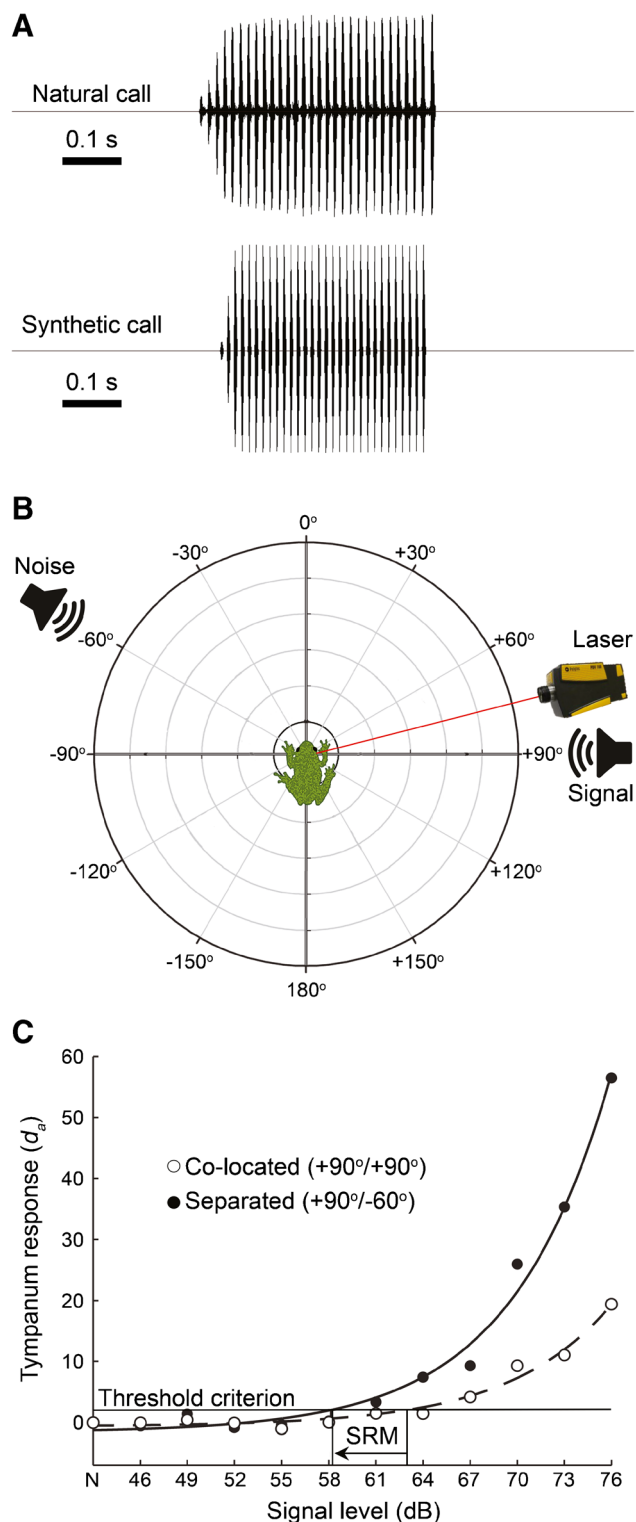 A
Natural call
0.1 s
Synthetic call
0.1 s
B
0°
-30°
+30°
Noise
-60°
+60°
Laser
-90°
+90°
Signal
-120°
+120°
-150°
+150°
180°
C
60
50
40
30
20
10
0
Tympanum response (dₐ)
Co-located (+90°/+90°)
Separated (+90°/-60°)
Threshold criterion
SRM
N 46 49 52 55 58 61 64 67 70 73 76
Signal level (dB)